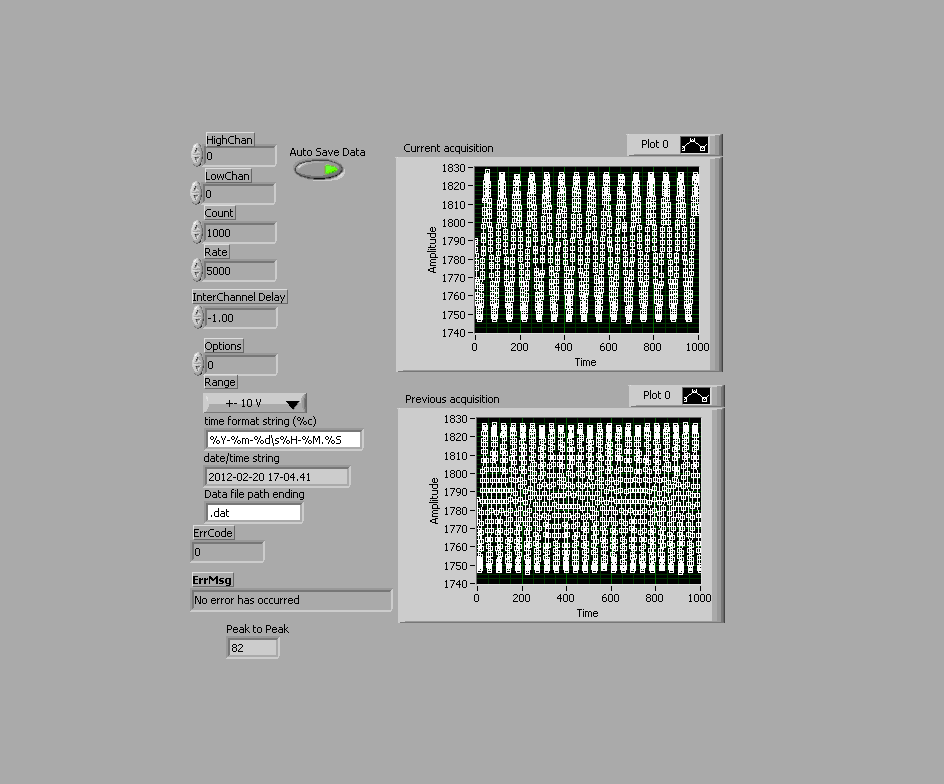 HighChan
0
LowChan
0
Count
1000
Rate
5000
InterChannel Delay
-1.00
Options
0
Range
+- 10 V
time format string (%c)
%Y-%m-%d\s%H-%M.%S
date/time string
2012-02-20 17-04.41
Data file path ending
.dat
ErrCode
0
ErrMsg
No error has occurred
Peak to Peak
82
Auto Save Data
Current acquisition
Plot 0
Amplitude
1830
1820
1810
1800
1790
1780
1770
1760
1750
1740
0 200 400 600 800 1000
Time
Previous acquisition
Plot 0
Amplitude
1830
1820
1810
1800
1790
1780
1770
1760
1750
1740
0 200 400 600 800 1000
Time